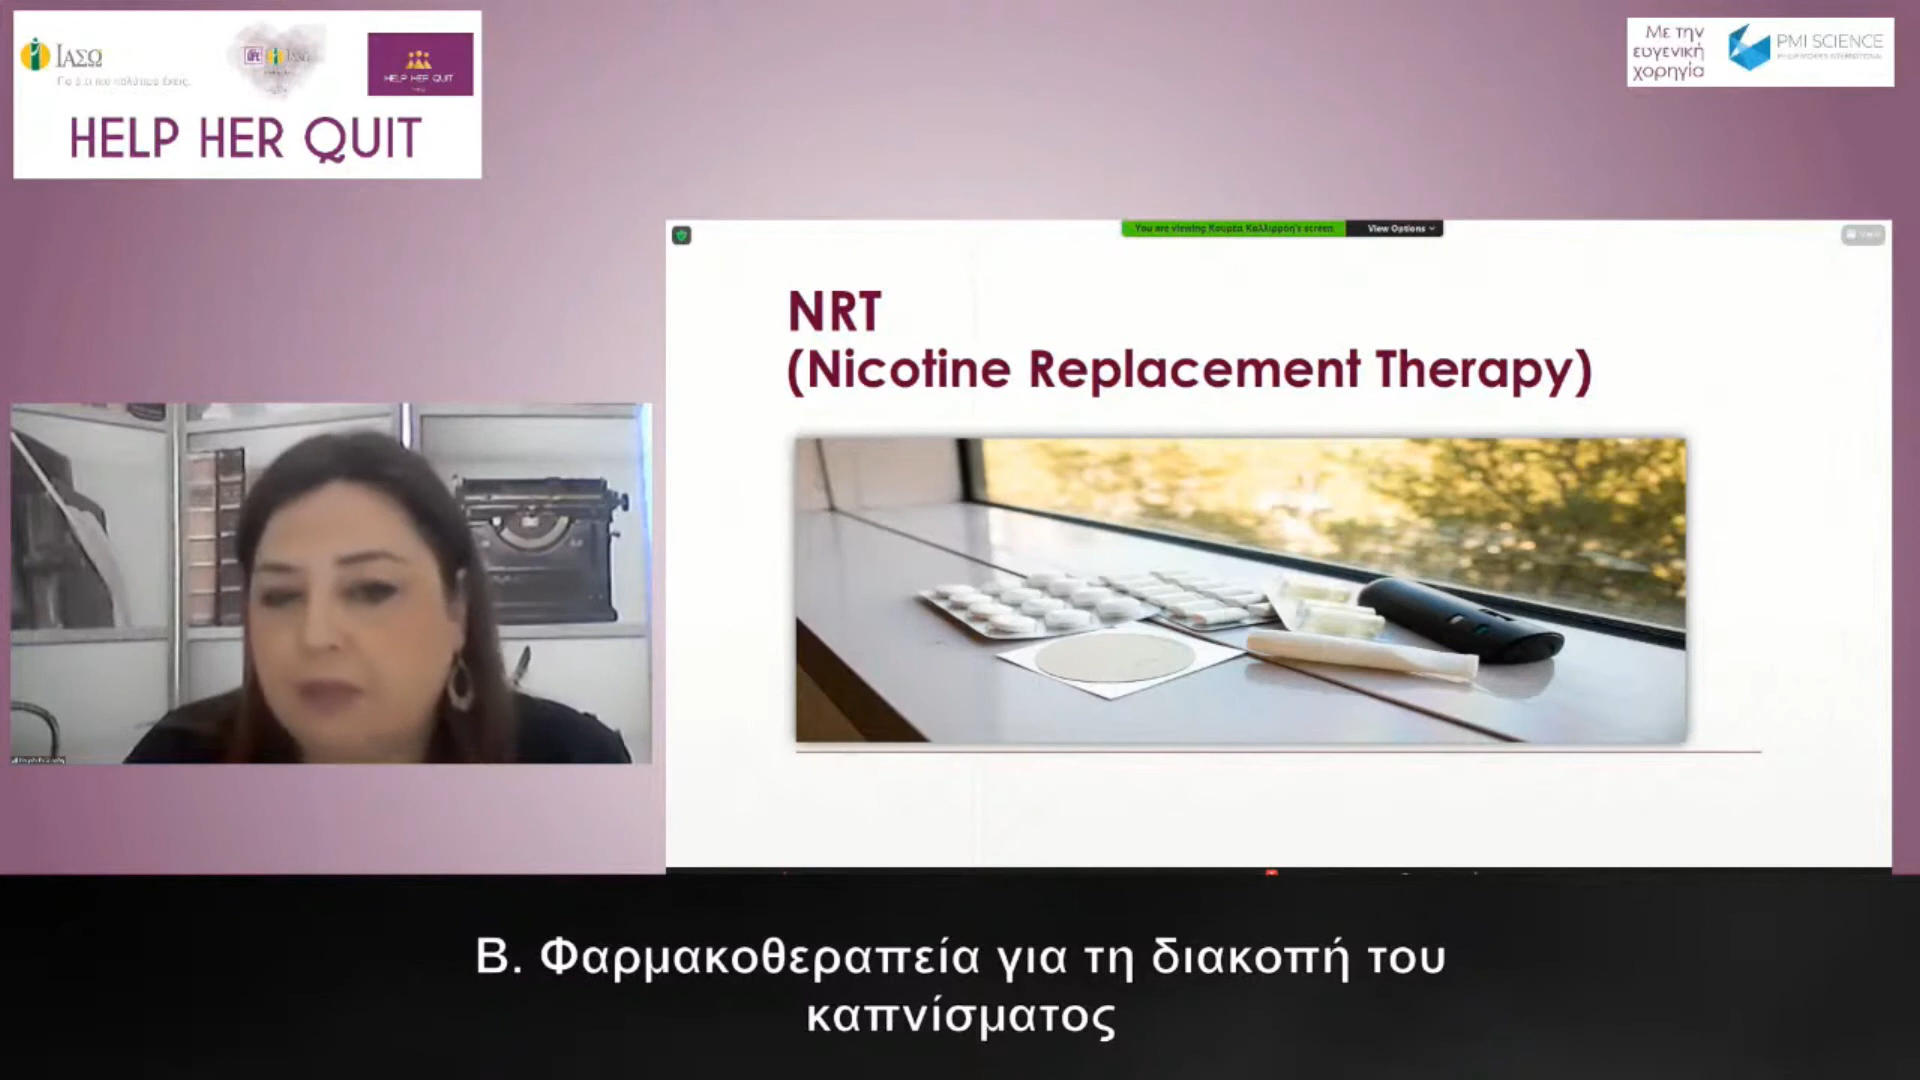 ΙΑΣΩ
Για ό,τι πιο πολύτιμο έχεις.
HELP HER QUIT
HELP HER QUIT
Με την
ευγενική
χορηγία
PMI SCIENCE
PHILIP MORRIS INTERNATIONAL
You are viewing Κουρέα Καλλιρρόη's screen
View Options
View
NRT
(Nicotine Replacement Therapy)
Β. Φαρμακοθεραπεία για τη διακοπή του
καπνίσματος